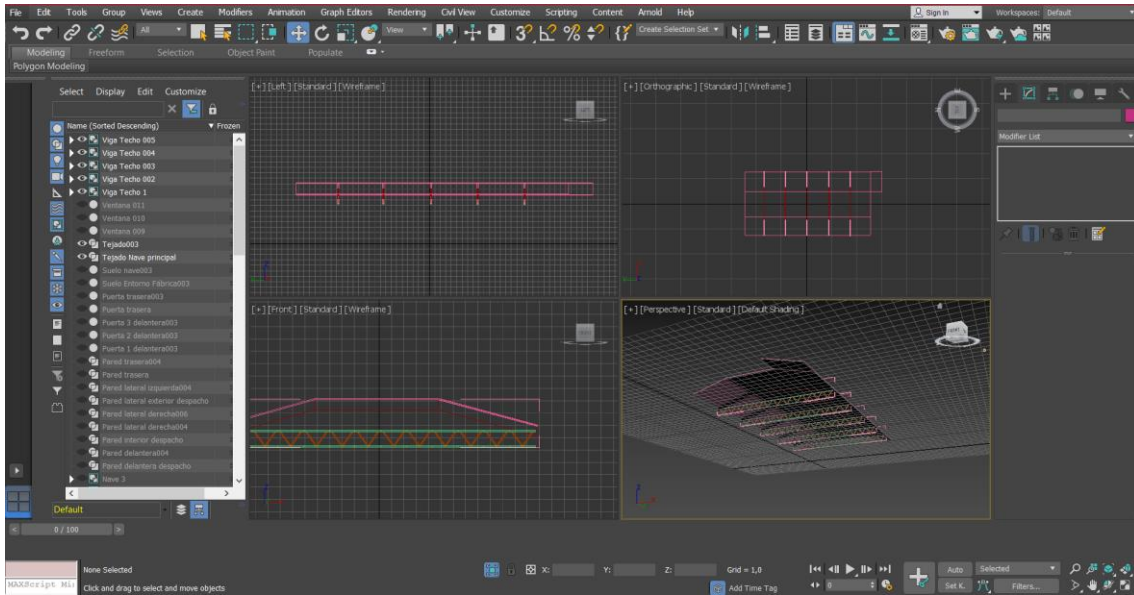 File Edit Tools Group Views Create Modifiers Animation Graph Editors Rendering Civil View Customize Scripting Content Arnold Help Sign In Workspaces: Default
All View Create Selection Set
Modeling Freeform Selection Object Paint Populate
Polygon Modeling
Select Display Edit Customize
Name (Sorted Descending) Frozen
Viga Techo 005
Viga Techo 004
Viga Techo 003
Viga Techo 002
Viga Techo 1
Ventana 011
Ventana 010
Ventana 009
Tejado003
Tejado Nave principal
Suelo nave003
Suelo Entorno Fábrica003
Puerta trasera003
Puerta trasera
Puerta 3 delantera003
Puerta 2 delantera003
Puerta 1 delantera003
Pared trasera004
Pared trasera
Pared lateral izquierda004
Pared lateral exterior despacho
Pared lateral derecha006
Pared lateral derecha004
Pared interior despacho
Pared delantera004
Pared delantera despacho
Nave 3
Default
[+] [Left] [Standard] [Wireframe]
[+] [Orthographic] [Standard] [Wireframe]
[+] [Front] [Standard] [Wireframe]
[+] [Perspective] [Standard] [Default Shading]
Modifier List
0 / 100
None Selected X: Y: Z: Grid = 1,0 Auto Selected
MAXScript Mi Click and drag to select and move objects Add Time Tag 0 Set K. Filters...